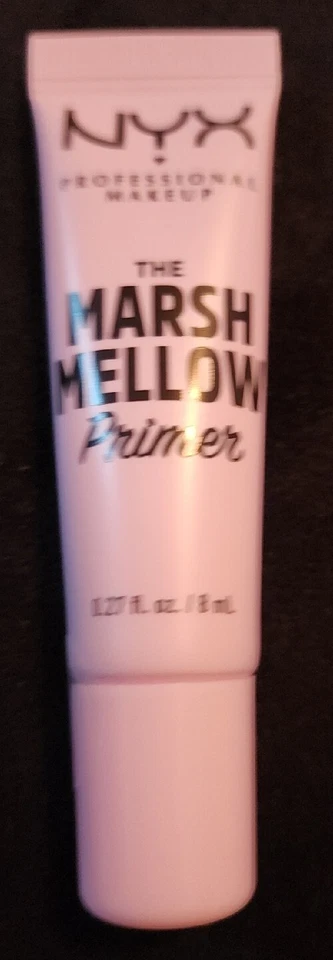 NYX
PROFESSIONAL
MAKEUP
THE
MARSH
MELLOW
Primer
0.27 fl. oz. / 8 mL